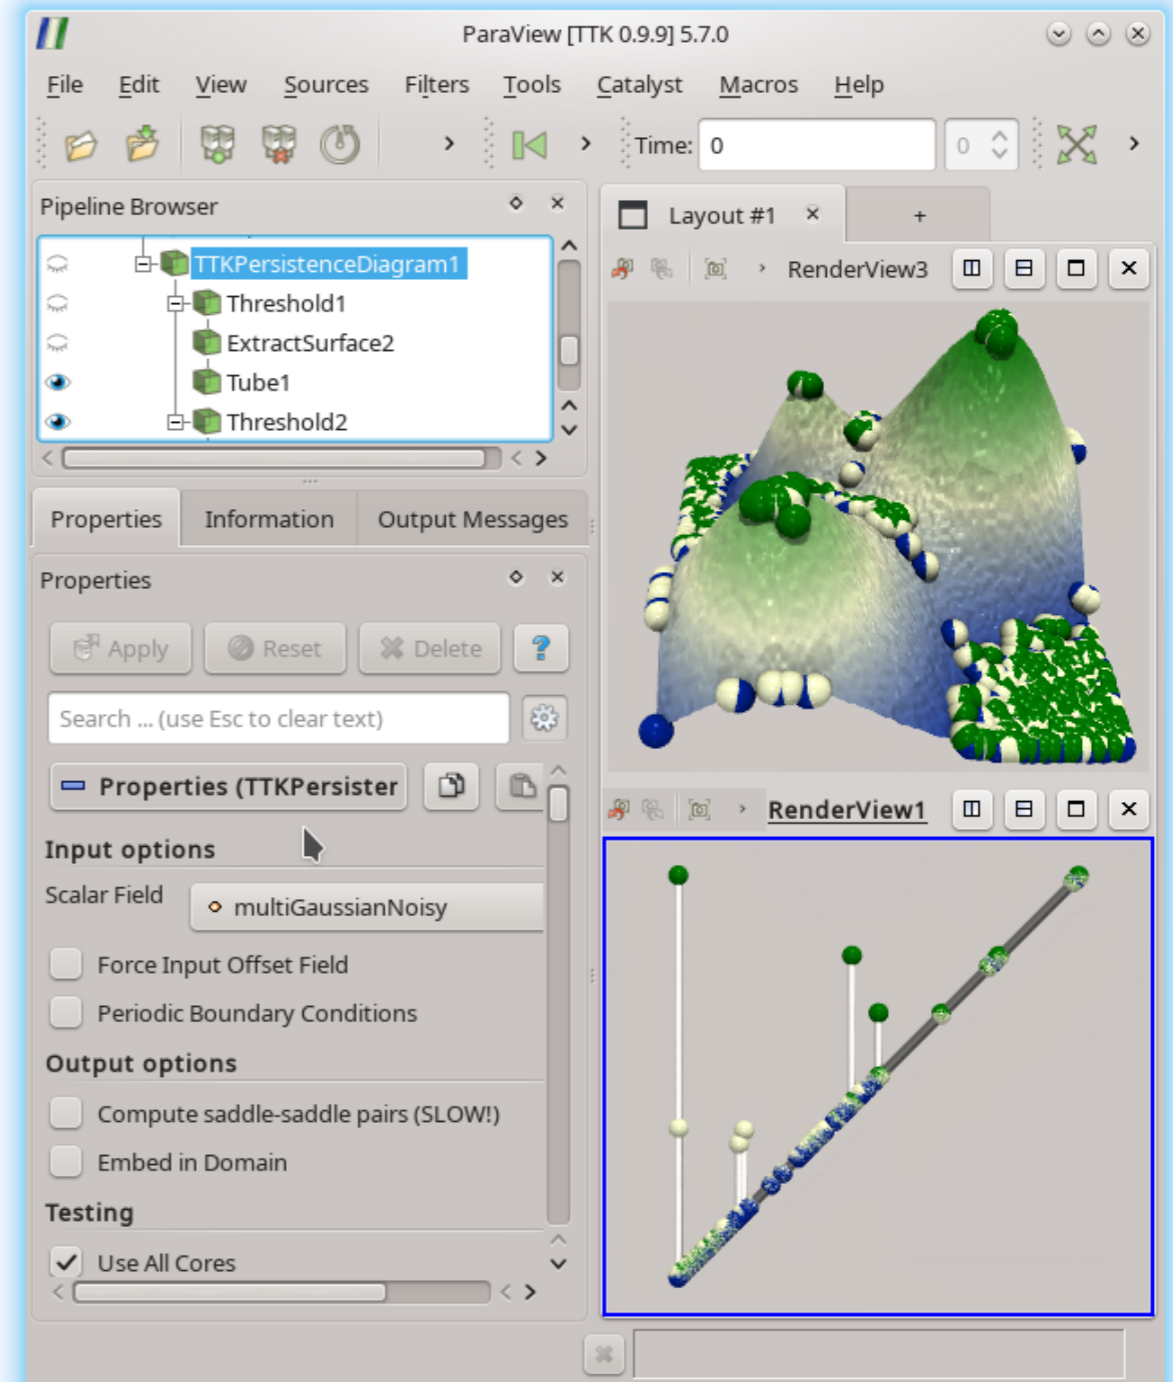 ParaView [TTK 0.9.9] 5.7.0
File Edit View Sources Filters Tools Catalyst Macros Help
Time: 0 0
Pipeline Browser
TTKPersistenceDiagram1
Threshold1
ExtractSurface2
Tube1
Threshold2
Properties Information Output Messages
Properties
Apply Reset Delete ?
Search ... (use Esc to clear text)
Properties (TTKPersister
Input options
Scalar Field multiGaussianNoisy
Force Input Offset Field
Periodic Boundary Conditions
Output options
Compute saddle-saddle pairs (SLOW!)
Embed in Domain
Testing
Use All Cores
Layout #1 +
RenderView3
RenderView1